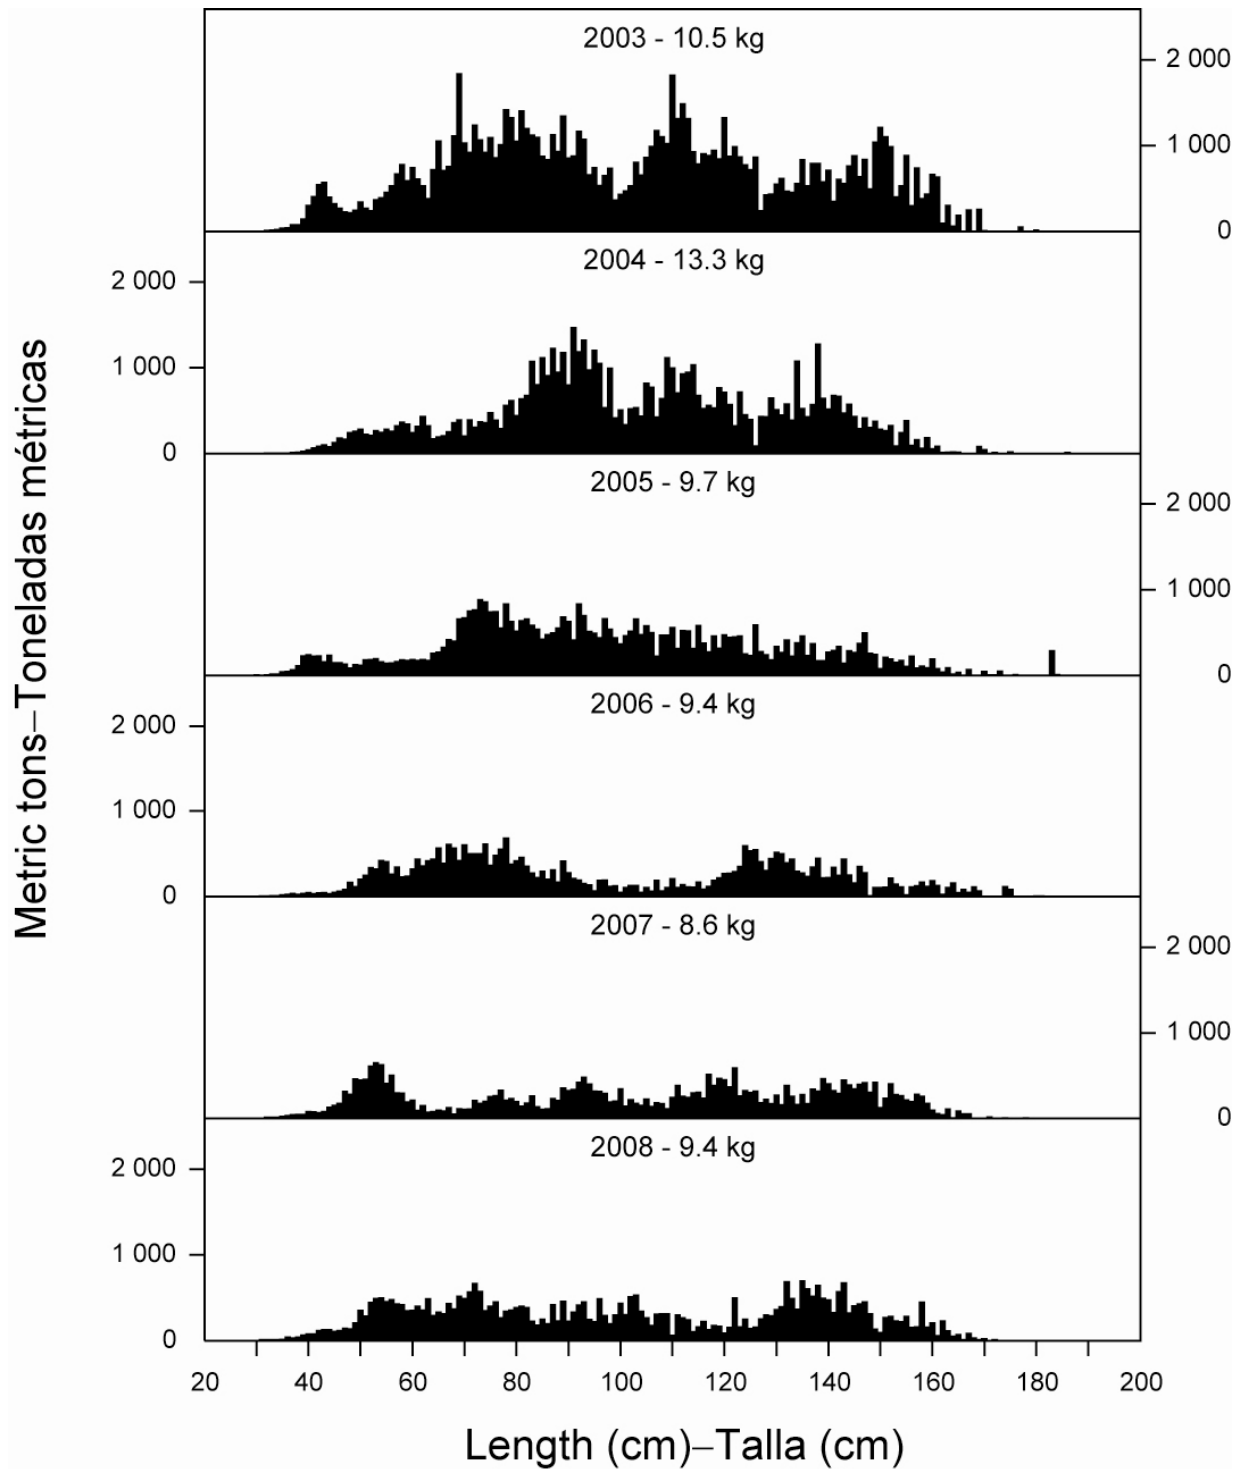 2003 - 10.5 kg
2 000
1 000
0
2004 - 13.3 kg
2 000
1 000
0
2005 - 9.7 kg
2 000
1 000
0
2006 - 9.4 kg
2 000
1 000
0
2007 - 8.6 kg
2 000
1 000
0
2008 - 9.4 kg
2 000
1 000
0
Metric tons–Toneladas métricas
20 40 60 80 100 120 140 160 180 200
Length (cm)–Talla (cm)